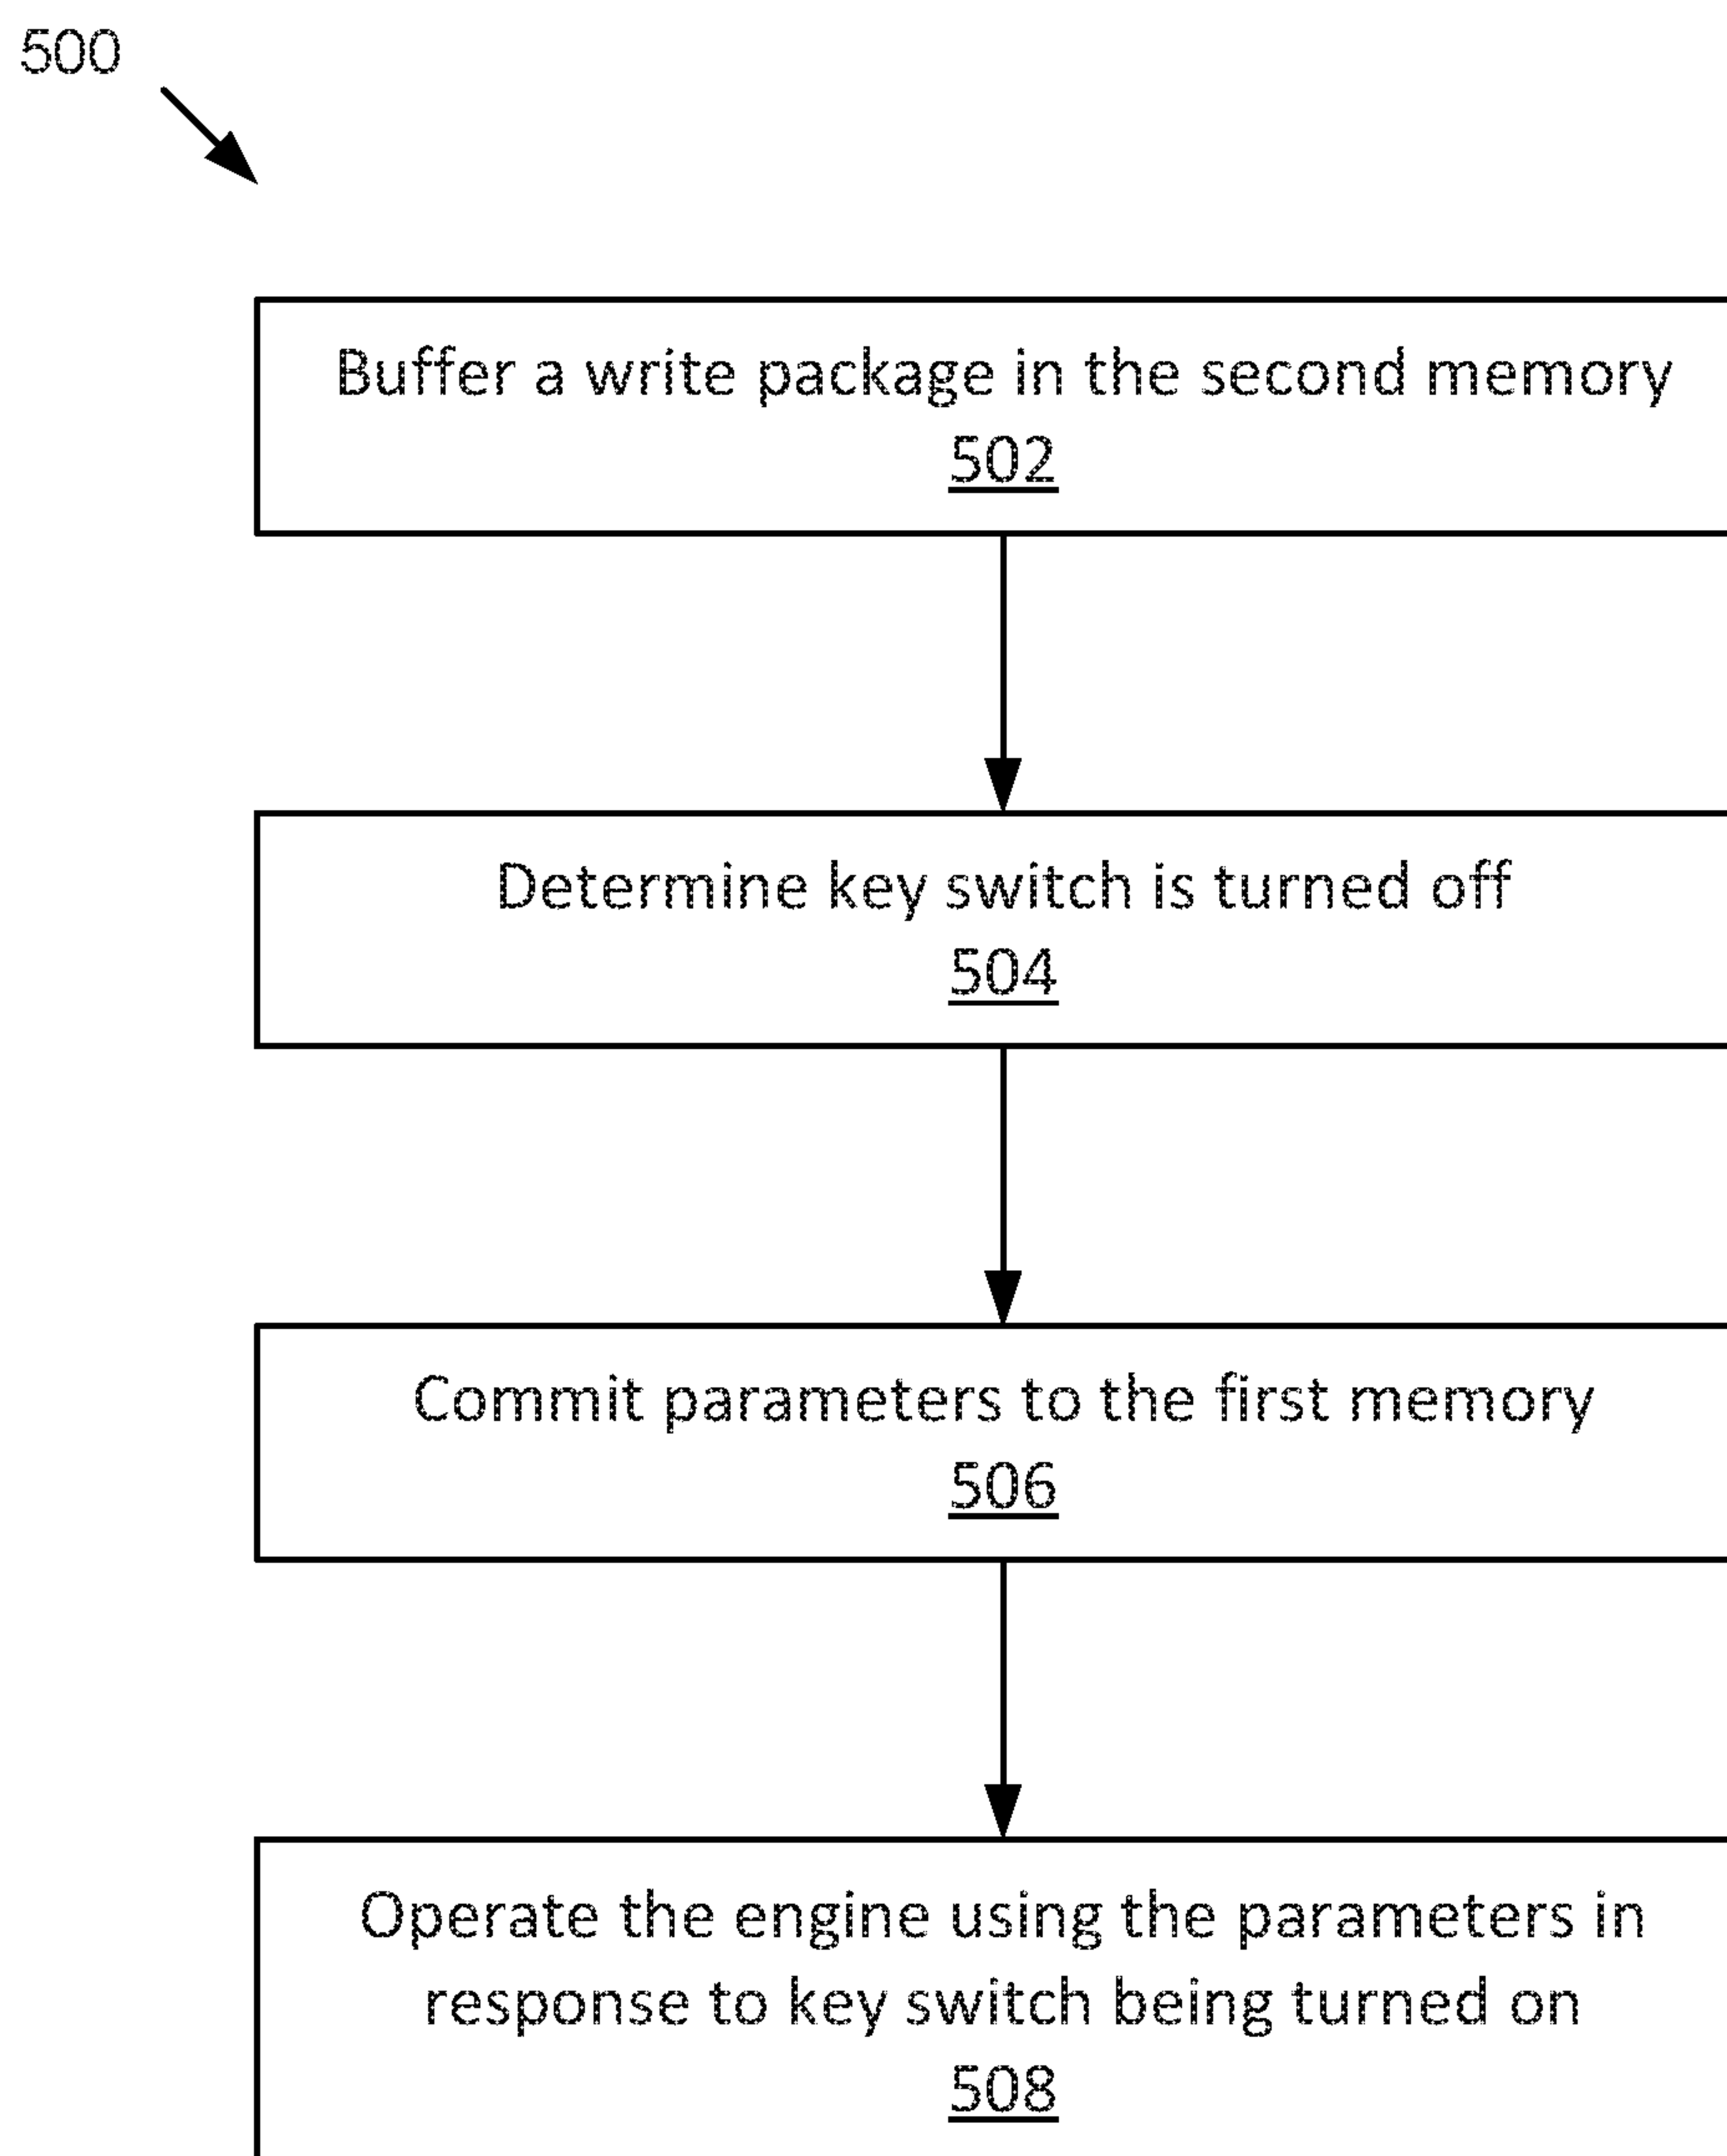 500
Buffer a write package in the second memory
502
Determine key switch is turned off
504
Commit parameters to the first memory
506
Operate the engine using the parameters in
response to key switch being turned on
508